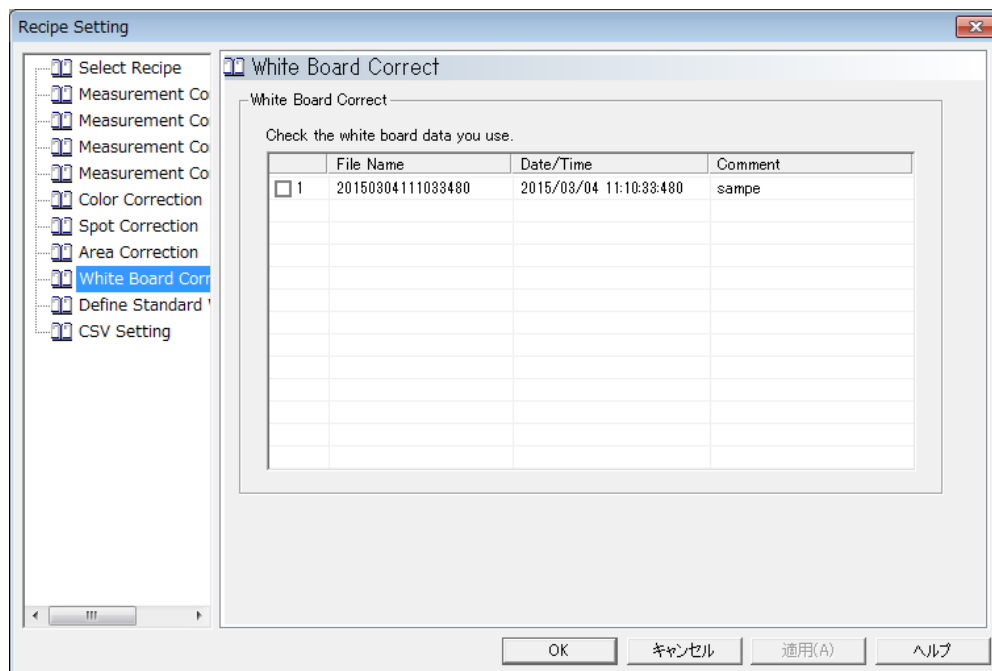 Recipe Setting
Select Recipe
Measurement Co
Measurement Co
Measurement Co
Measurement Co
Color Correction
Spot Correction
Area Correction
White Board Corr
Define Standard
CSV Setting
White Board Correct
White Board Correct
Check the white board data you use.
File Name Date/Time Comment
1 20150304111033480 2015/03/04 11:10:33:480 sampe
OK キャンセル 適用(A) ヘルプ